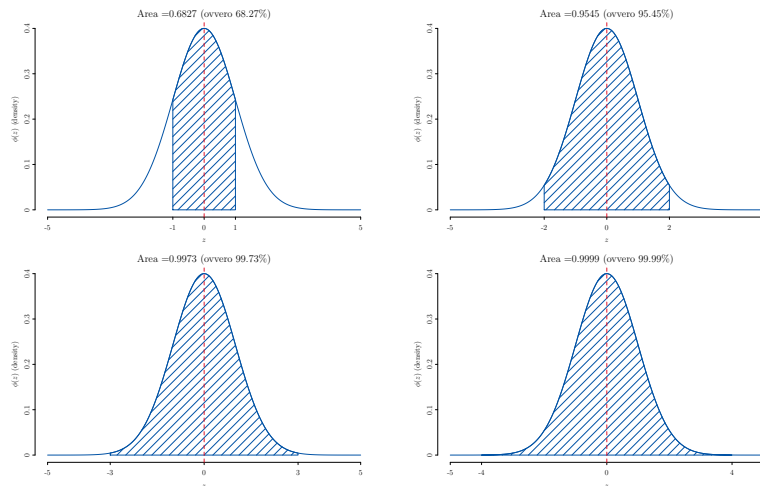 Area =0.6827 (ovvero 68.27%)
0.4
0.3
0.2
0.1
0
ϕ(z) (density)
-5 -1 0 1 5
z
Area =0.9545 (ovvero 95.45%)
0.4
0.3
0.2
0.1
0
ϕ(z) (density)
-5 -2 0 2
z
Area =0.9973 (ovvero 99.73%)
0.4
0.3
0.2
0.1
0
ϕ(z) (density)
-5 -3 0 3 5
Area =0.9999 (ovvero 99.99%)
0.4
0.3
0.2
0.1
0
ϕ(z) (density)
-5 -4 0 4